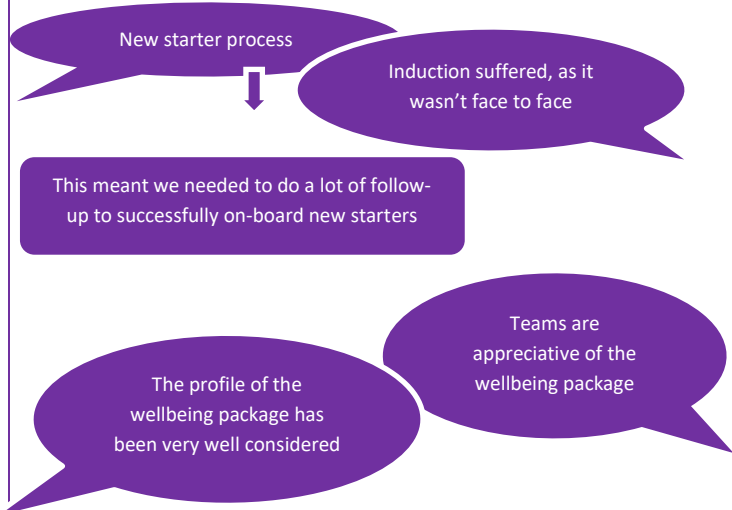 New starter process
Induction suffered, as it
wasn’t face to face
This meant we needed to do a lot of follow-
up to successfully on-board new starters
Teams are
appreciative of the
wellbeing package
The profile of the
wellbeing package has
been very well considered